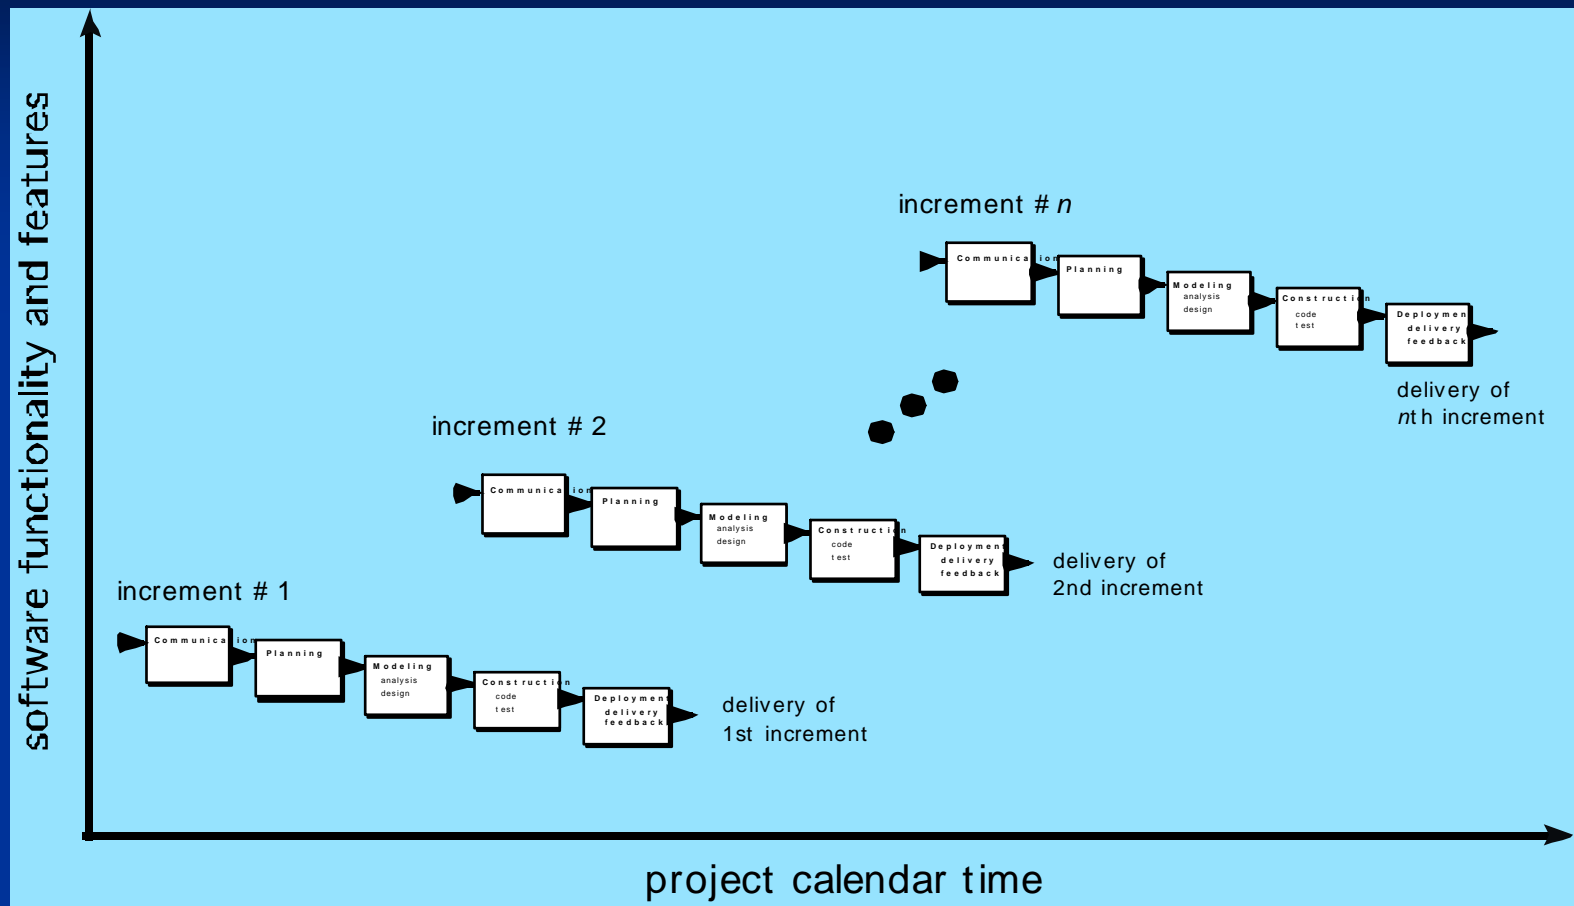 software functionality and features
increment # n
Communication
Planning
Modeling
analysis
design
Construction
code
test
Deployment
delivery
feedback
delivery of
nth increment
increment # 2
Communication
Planning
Modeling
analysis
design
Construction
code
test
Deployment
delivery
feedback
delivery of
2nd increment
increment # 1
Communication
Planning
Modeling
analysis
design
Construction
code
test
Deployment
delivery
feedback
delivery of
1st increment
project calendar time